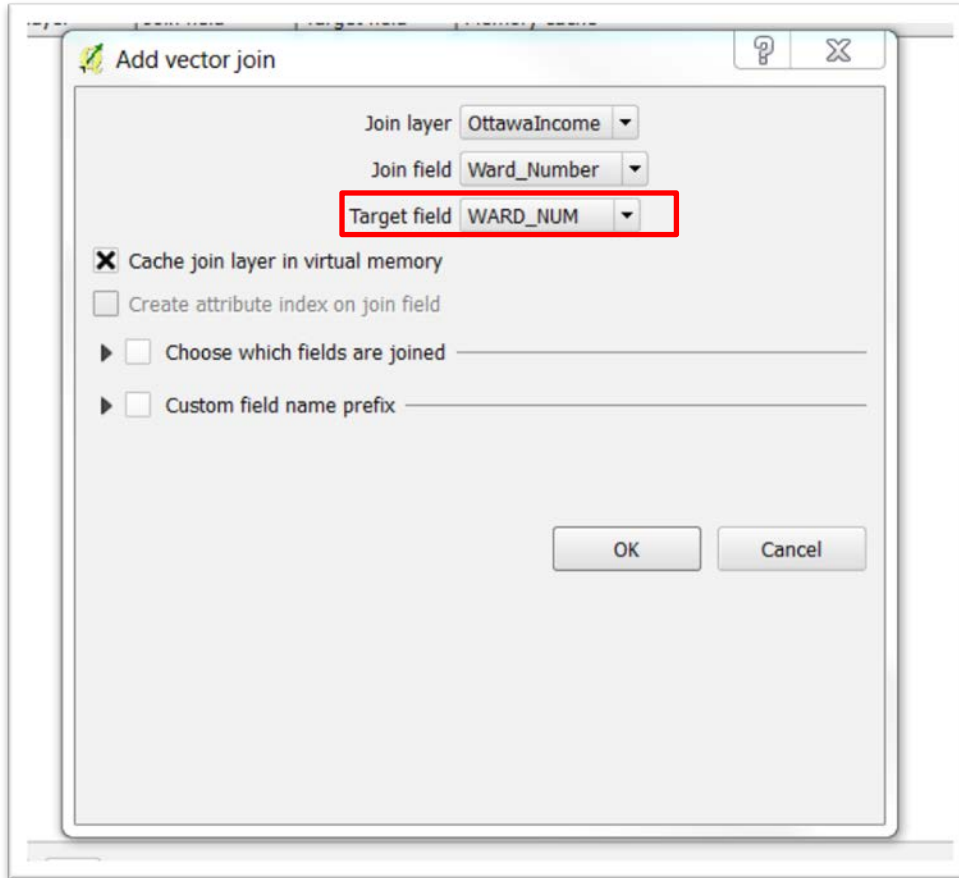 Add vector join
Join layer OttawaIncome
Join field Ward_Number
Target field WARD_NUM
Cache join layer in virtual memory
Create attribute index on join field
Choose which fields are joined
Custom field name prefix
OK Cancel